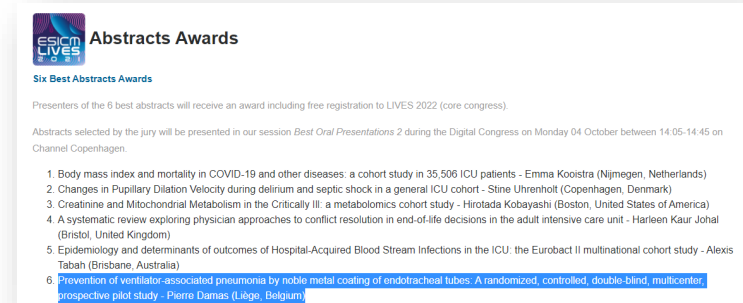 ESICM
LIVES
2021
Abstracts Awards
Six Best Abstracts Awards
Presenters of the 6 best abstracts will receive an award including free registration to LIVES 2022 (core congress).
Abstracts selected by the jury will be presented in our session Best Oral Presentations 2 during the Digital Congress on Monday 04 October between 14:05-14:45 on
Channel Copenhagen.
1. Body mass index and mortality in COVID-19 and other diseases: a cohort study in 35,506 ICU patients - Emma Kooistra (Nijmegen, Netherlands)
2. Changes in Pupillary Dilation Velocity during delirium and septic shock in a general ICU cohort - Stine Uhrenholt (Copenhagen, Denmark)
3. Creatinine and Mitochondrial Metabolism in the Critically Ill: a metabolomics cohort study - Hirotada Kobayashi (Boston, United States of America)
4. A systematic review exploring physician approaches to conflict resolution in end-of-life decisions in the adult intensive care unit - Harleen Kaur Johal
(Bristol, United Kingdom)
5. Epidemiology and determinants of outcomes of Hospital-Acquired Blood Stream Infections in the ICU: the Eurobact II multinational cohort study - Alexis
Tabah (Brisbane, Australia)
6. Prevention of ventilator-associated pneumonia by noble metal coating of endotracheal tubes: A randomized, controlled, double-blind, multicenter,
prospective pilot study - Pierre Damas (Liège, Belgium)